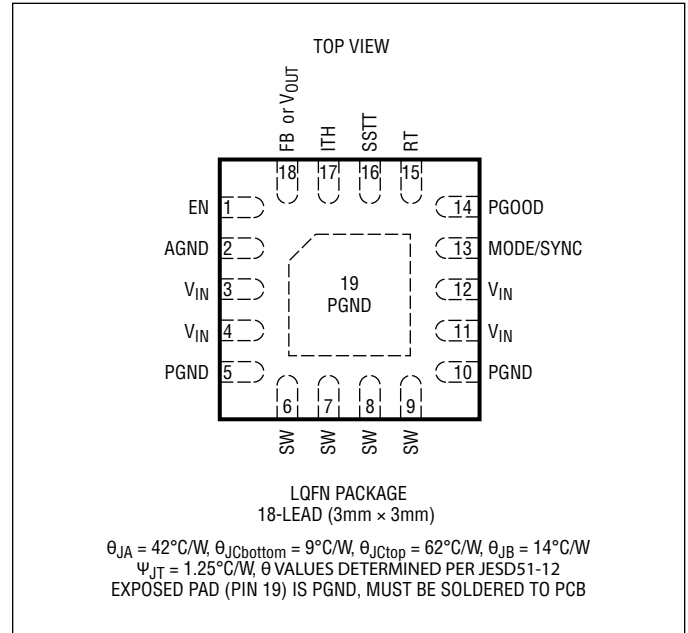 TOP VIEW
FB or VOUT
ITH
SSTT
RT
18 17 16 15
EN 1 14 PGOOD
AGND 2 13 MODE/SYNC
VIN 3 12 VIN
19
PGND
VIN 4 11 VIN
PGND 5 10 PGND
6 7 8 9
SW SW SW SW
LQFN PACKAGE
18-LEAD (3mm × 3mm)
θJA = 42°C/W, θJCbottom = 9°C/W, θJCtop = 62°C/W, θJB = 14°C/W
ΨJT = 1.25°C/W, θ VALUES DETERMINED PER JESD51-12
EXPOSED PAD (PIN 19) IS PGND, MUST BE SOLDERED TO PCB